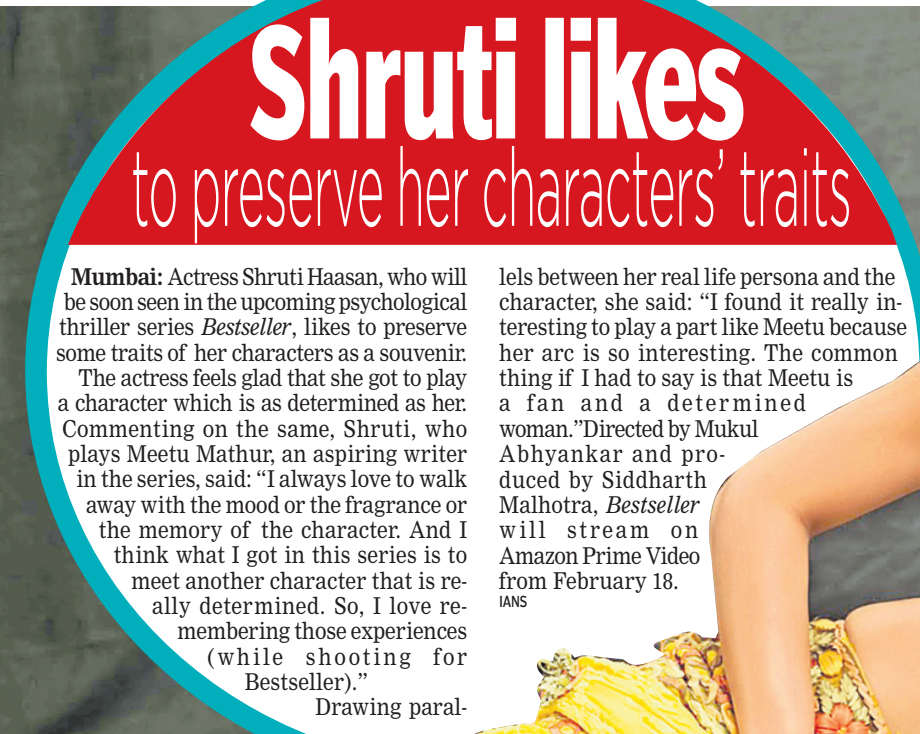 Shruti likes
to preserve her characters’ traits
Mumbai: Actress Shruti Haasan, who will
be soon seen in the upcoming psychological
thriller series Bestseller, likes to preserve
some traits of her characters as a souvenir.
The actress feels glad that she got to play
a character which is as determined as her.
Commenting on the same, Shruti, who
plays Meetu Mathur, an aspiring writer
in the series, said: “I always love to walk
away with the mood or the fragrance or
the memory of the character. And I
think what I got in this series is to
meet another character that is re-
ally determined. So, I love re-
membering those experiences
(while shooting for
Bestseller).”
Drawing paral-
lels between her real life persona and the
character, she said: “I found it really in-
teresting to play a part like Meetu because
her arc is so interesting. The common
thing if I had to say is that Meetu is
a fan and a determined
woman.”Directed by Mukul
Abhyankar and pro-
duced by Siddharth
Malhotra, Bestseller
will stream on
Amazon Prime Video
from February 18.
IANS